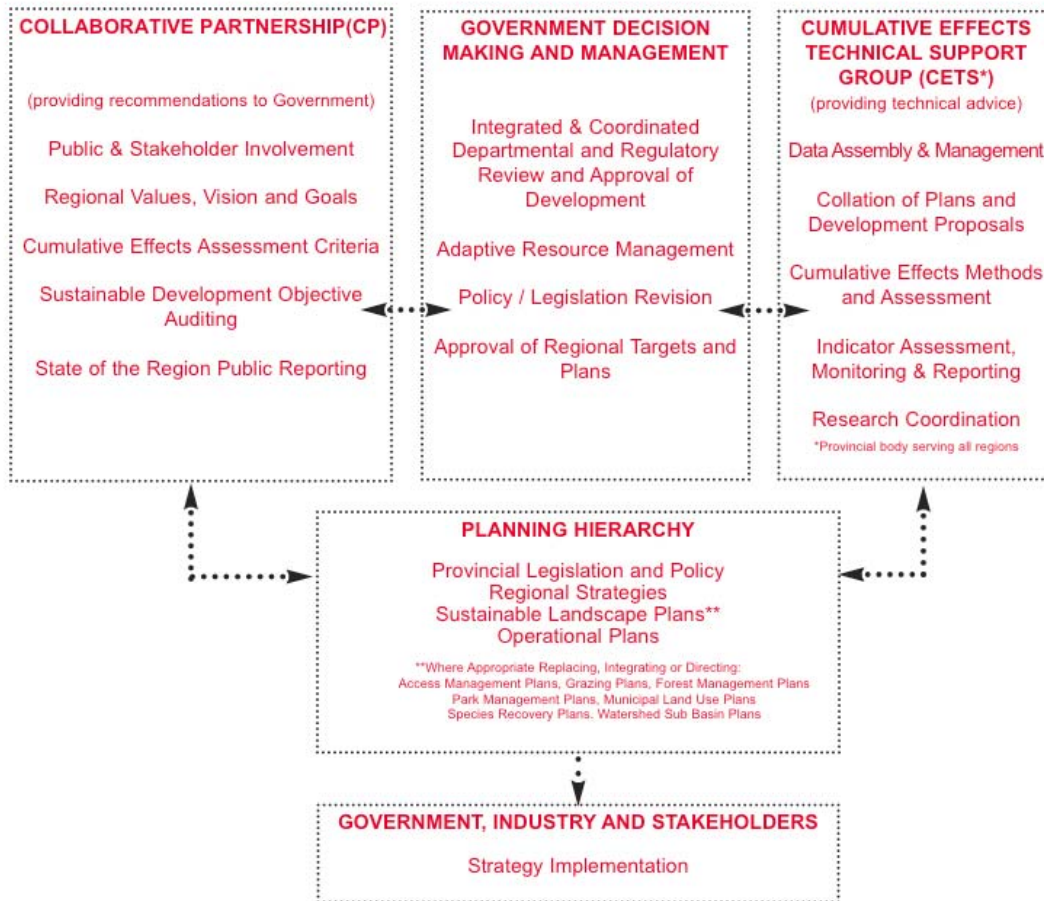 COLLABORATIVE PARTNERSHIP(CP)
(providing recommendations to Government)
Public & Stakeholder Involvement
Regional Values, Vision and Goals
Cumulative Effects Assessment Criteria
Sustainable Development Objective
Auditing
State of the Region Public Reporting
GOVERNMENT DECISION
MAKING AND MANAGEMENT
Integrated & Coordinated
Departmental and Regulatory
Review and Approval of
Development
Adaptive Resource Management
Policy / Legislation Revision
Approval of Regional Targets and
Plans
CUMULATIVE EFFECTS
TECHNICAL SUPPORT
GROUP (CETS*)
(providing technical advice)
Data Assembly & Management
Collation of Plans and
Development Proposals
Cumulative Effects Methods
and Assessment
Indicator Assessment,
Monitoring & Reporting
Research Coordination
*Provincial body serving all regions
PLANNING HIERARCHY
Provincial Legislation and Policy
Regional Strategies
Sustainable Landscape Plans**
Operational Plans
**Where Appropriate Replacing, Integrating or Directing:
Access Management Plans, Grazing Plans, Forest Management Plans
Park Management Plans, Municipal Land Use Plans
Species Recovery Plans. Watershed Sub Basin Plans
GOVERNMENT, INDUSTRY AND STAKEHOLDERS
Strategy Implementation